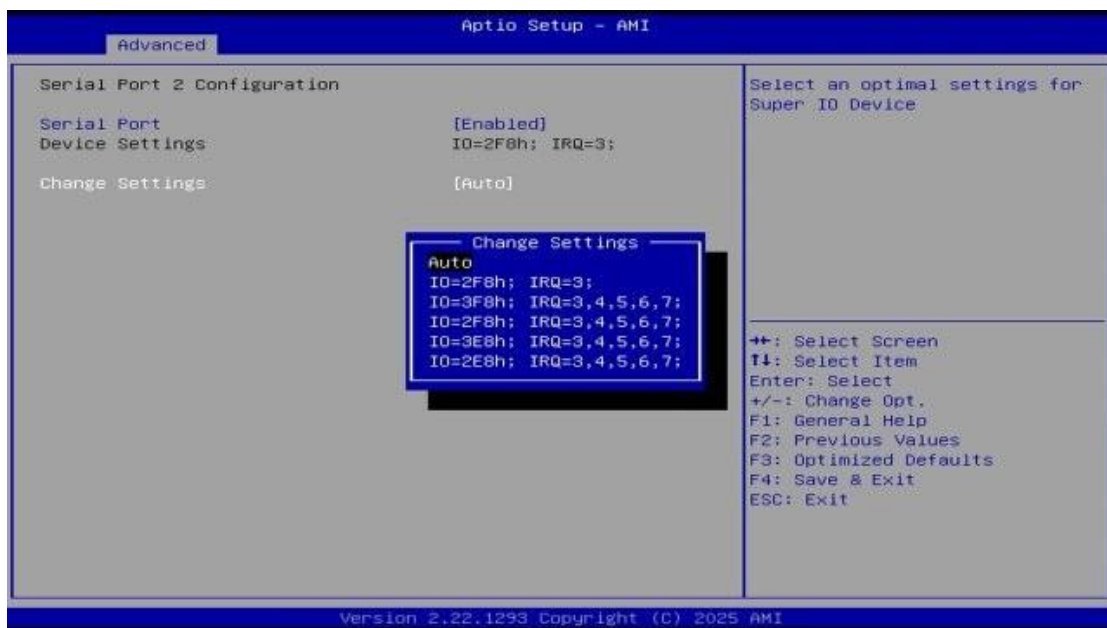 Aptio Setup - AMI
Advanced
Serial Port 2 Configuration
Serial Port [Enabled]
Device Settings IO=2F8h; IRQ=3;
Change Settings [Auto]
Change Settings
Auto
IO=2F8h; IRQ=3;
IO=3F8h; IRQ=3,4,5,6,7;
IO=2F8h; IRQ=3,4,5,6,7;
IO=3E8h; IRQ=3,4,5,6,7;
IO=2E8h; IRQ=3,4,5,6,7;
Select an optimal settings for
Super IO Device
→←: Select Screen
↑↓: Select Item
Enter: Select
+/-: Change Opt.
F1: General Help
F2: Previous Values
F3: Optimized Defaults
F4: Save & Exit
ESC: Exit
Version 2.22.1293 Copyright (C) 2025 AMI